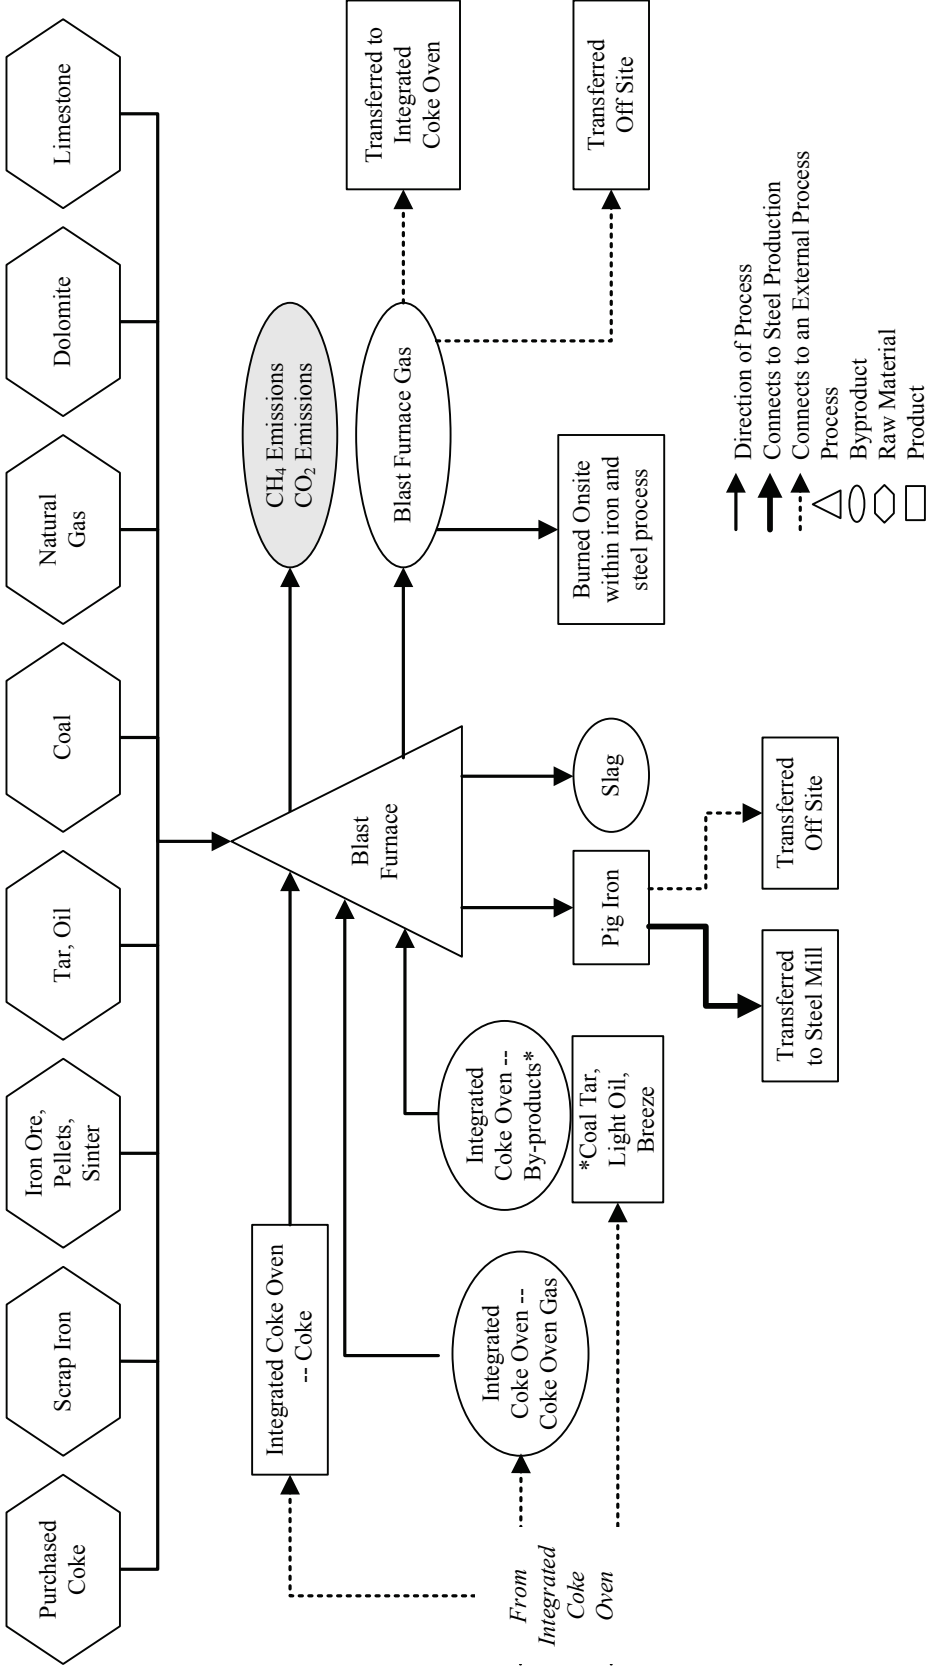 Purchased
Coke
Scrap Iron
Iron Ore,
Pellets,
Sinter
Tar, Oil
Coal
Natural
Gas
Dolomite
Limestone
Integrated Coke Oven
-- Coke
CH₄ Emissions
CO₂ Emissions
Transferred to
Integrated
Coke Oven
Blast
Furnace
Blast Furnace Gas
Integrated
Coke Oven --
Coke Oven Gas
Integrated
Coke Oven --
By-products*
*Coal Tar,
Light Oil,
Breeze
From
Integrated
Coke
Oven
Pig Iron
Slag
Burned Onsite
within iron and
steel process
Transferred
Off Site
Transferred
to Steel Mill
Transferred
Off Site
Direction of Process
Connects to Steel Production
Connects to an External Process
Process
Byproduct
Raw Material
Product